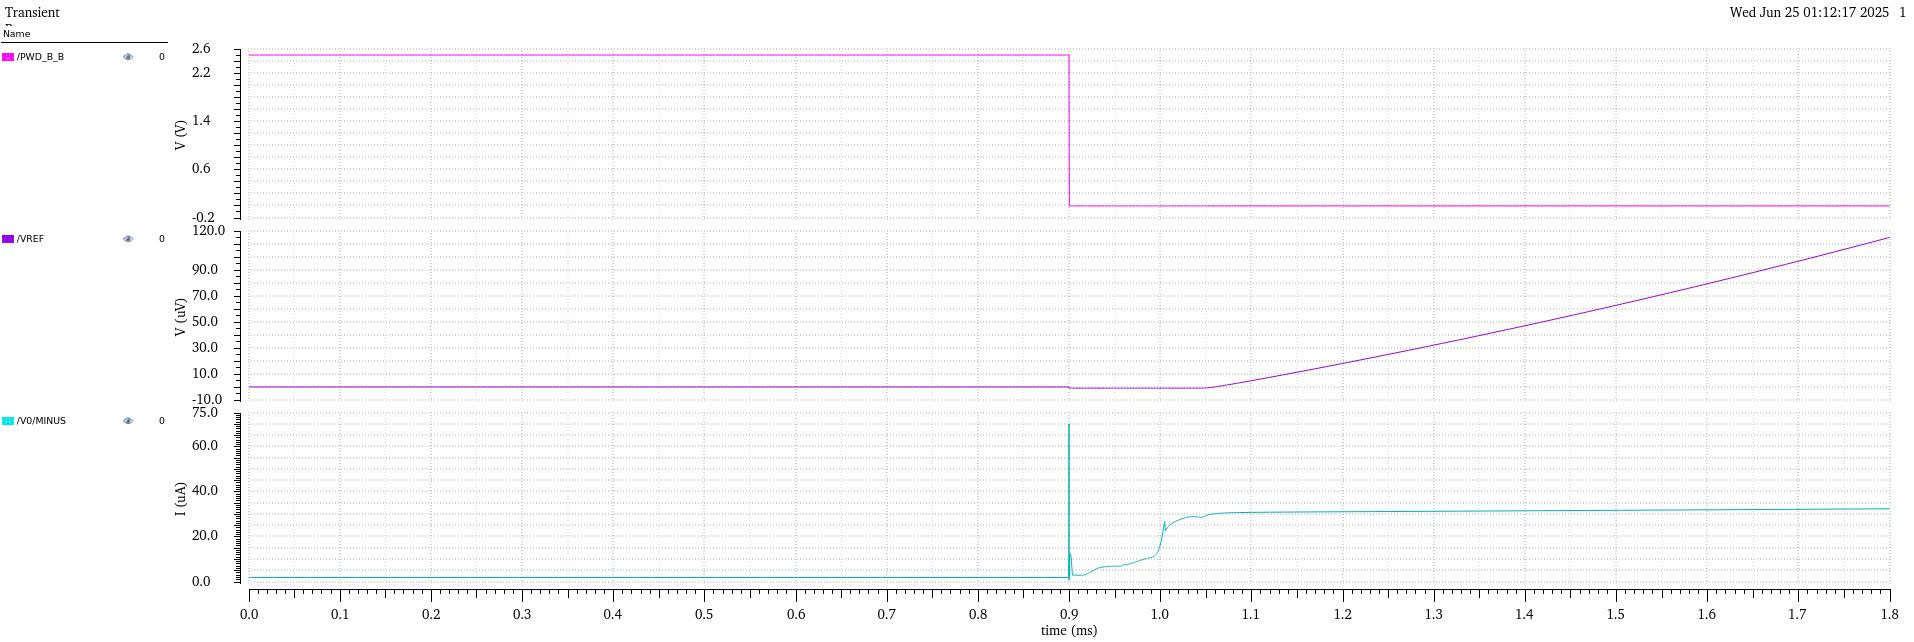 Transient
Wed Jun 25 01:12:17 2025 1
Name
/PWD_B_B 0
2.6
2.2
1.4
0.6
-0.2
V (V)
/VREF 0
120.0
90.0
70.0
50.0
30.0
10.0
-10.0
V (uV)
/V0/MINUS 0
75.0
60.0
40.0
20.0
0.0
I (uA)
0.0 0.1 0.2 0.3 0.4 0.5 0.6 0.7 0.8 0.9 1.0 1.1 1.2 1.3 1.4 1.5 1.6 1.7 1.8
time (ms)